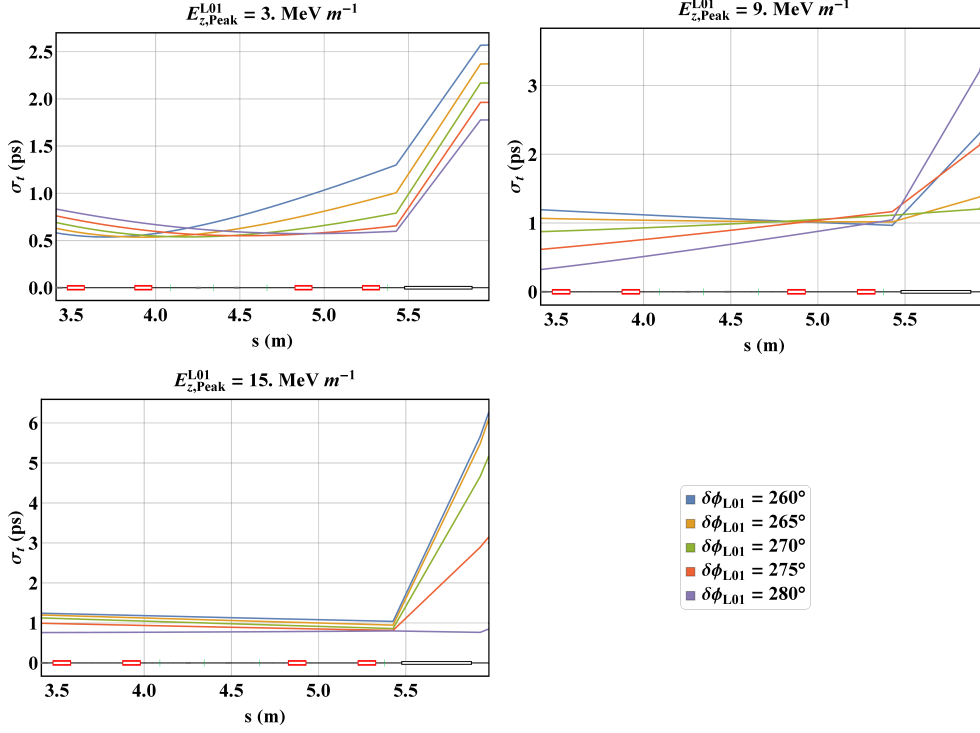 E_{z,Peak}^{L01} = 3. MeV m^{-1}
σ_t (ps)
2.5
2.0
1.5
1.0
0.5
0.0
3.5 4.0 4.5 5.0 5.5
s (m)
E_{z,Peak}^{L01} = 9. MeV m^{-1}
σ_t (ps)
3
2
1
0
3.5 4.0 4.5 5.0 5.5
s (m)
E_{z,Peak}^{L01} = 15. MeV m^{-1}
σ_t (ps)
6
5
4
3
2
1
0
3.5 4.0 4.5 5.0 5.5
s (m)
δϕ_{L01} = 260°
δϕ_{L01} = 265°
δϕ_{L01} = 270°
δϕ_{L01} = 275°
δϕ_{L01} = 280°